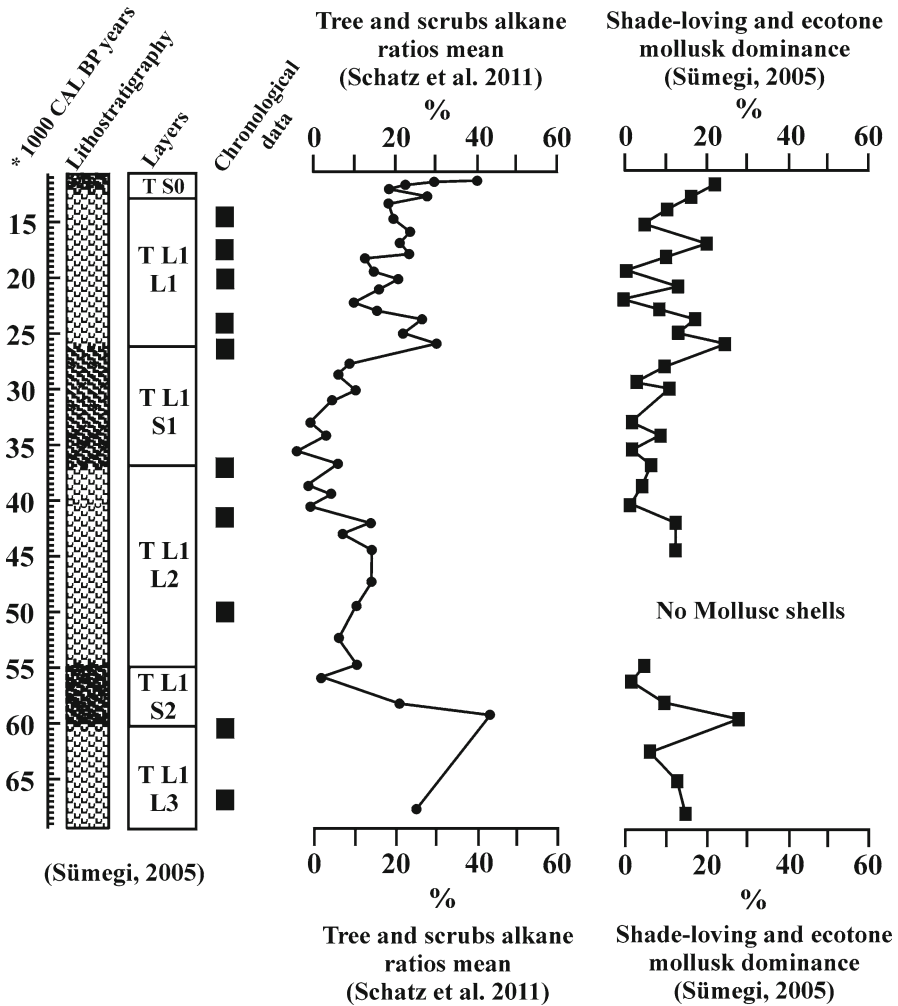 * 1000 CAL BP years
Lithostratigraphy
Layers
Chronological
data
Tree and scrubs alkane
ratios mean
(Schatz et al. 2011)
%
0 20 40 60
Shade-loving and ecotone
mollusk dominance
(Sümegi, 2005)
%
0 20 40 60
15
20
25
30
35
40
45
50
55
60
65
T S0
T L1
L1
T L1
S1
T L1
L2
T L1
S2
T L1
L3
No Mollusc shells
(Sümegi, 2005)
0 20 40 60
%
Tree and scrubs alkane
ratios mean
(Schatz et al. 2011)
0 20 40 60
%
Shade-loving and ecotone
mollusk dominance
(Sümegi, 2005)